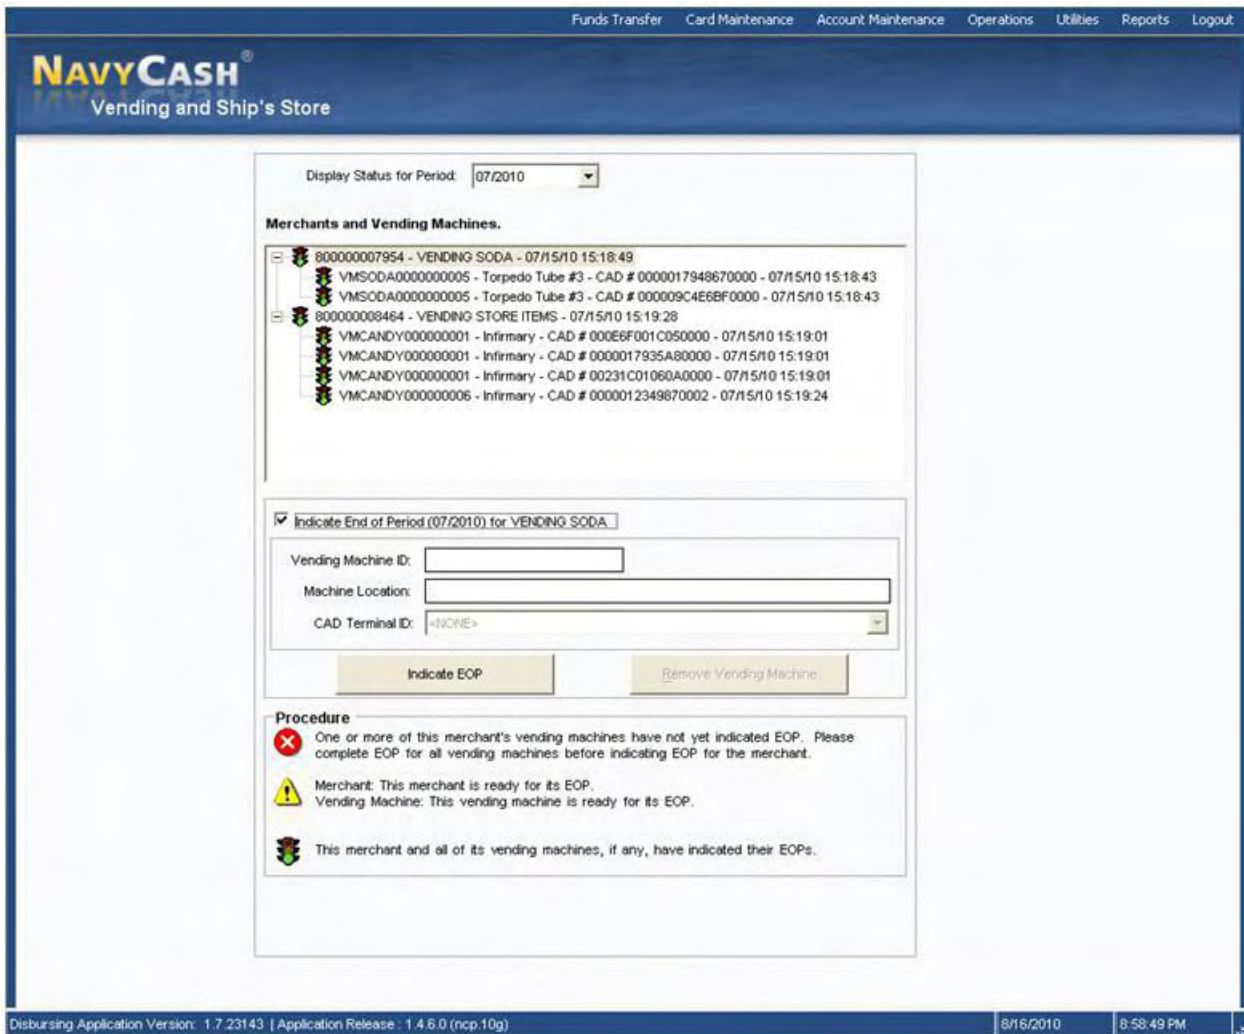 Funds Transfer Card Maintenance Account Maintenance Operations Utilities Reports Logout
NAVYCASH®
Vending and Ship's Store
Display Status for Period: 07/2010
Merchants and Vending Machines.
800000007954 - VENDING SODA - 07/15/10 15:18:49
VMSODA0000000005 - Torpedo Tube #3 - CAD # 0000017948670000 - 07/15/10 15:18:43
VMSODA0000000005 - Torpedo Tube #3 - CAD # 000009C4E6BF0000 - 07/15/10 15:18:43
800000008464 - VENDING STORE ITEMS - 07/15/10 15:19:28
VMCANDY000000001 - Infirmary - CAD # 000E6F001C050000 - 07/15/10 15:19:01
VMCANDY000000001 - Infirmary - CAD # 0000017935A80000 - 07/15/10 15:19:01
VMCANDY000000001 - Infirmary - CAD # 00231C01060A0000 - 07/15/10 15:19:01
VMCANDY000000006 - Infirmary - CAD # 0000012349870002 - 07/15/10 15:19:24
Indicate End of Period (07/2010) for VENDING SODA
Vending Machine ID:
Machine Location:
CAD Terminal ID: <NONE>
Indicate EOP Remove Vending Machine
Procedure
One or more of this merchant's vending machines have not yet indicated EOP. Please
complete EOP for all vending machines before indicating EOP for the merchant.
Merchant: This merchant is ready for its EOP.
Vending Machine: This vending machine is ready for its EOP.
This merchant and all of its vending machines, if any, have indicated their EOPs.
Disbursing Application Version: 1.7.23143 | Application Release : 1.4.6.0 (ncp.10g) 8/16/2010 8:58:49 PM